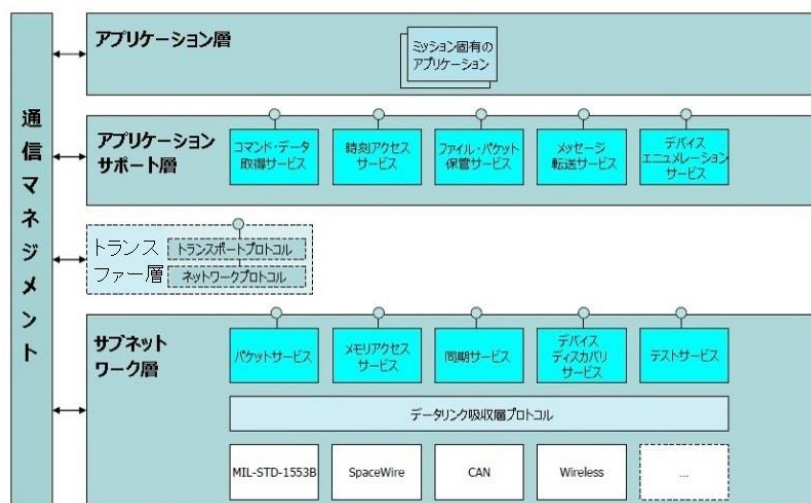 通信マネジメント
アプリケーション層
ミッション固有の
アプリケーション
アプリケーション
サポート層
コマンド・データ
取得サービス
時刻アクセス
サービス
ファイル・パケット
保管サービス
メッセージ
転送サービス
デバイス
エニュメレーション
サービス
トランス
ファー層
トランスポートプロトコル
ネットワークプロトコル
サブネット
ワーク層
パケットサービス
メモリアクセス
サービス
同期サービス
デバイス
ディスカバリ
サービス
テストサービス
データリンク吸収層プロトコル
MIL-STD-1553B
SpaceWire
CAN
Wireless
...